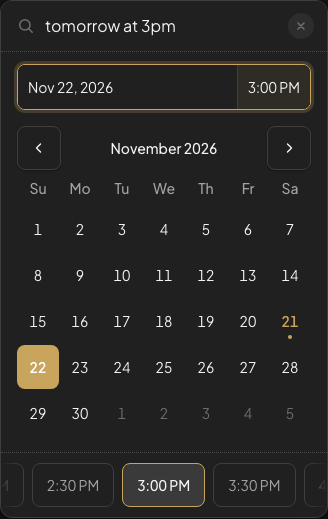 tomorrow at 3pm
Nov 22, 2026 3:00 PM
November 2026
Su Mo Tu We Th Fr Sa
1 2 3 4 5 6 7
8 9 10 11 12 13 14
15 16 17 18 19 20 21
22 23 24 25 26 27 28
29 30 1 2 3 4 5
2:30 PM 3:00 PM 3:30 PM